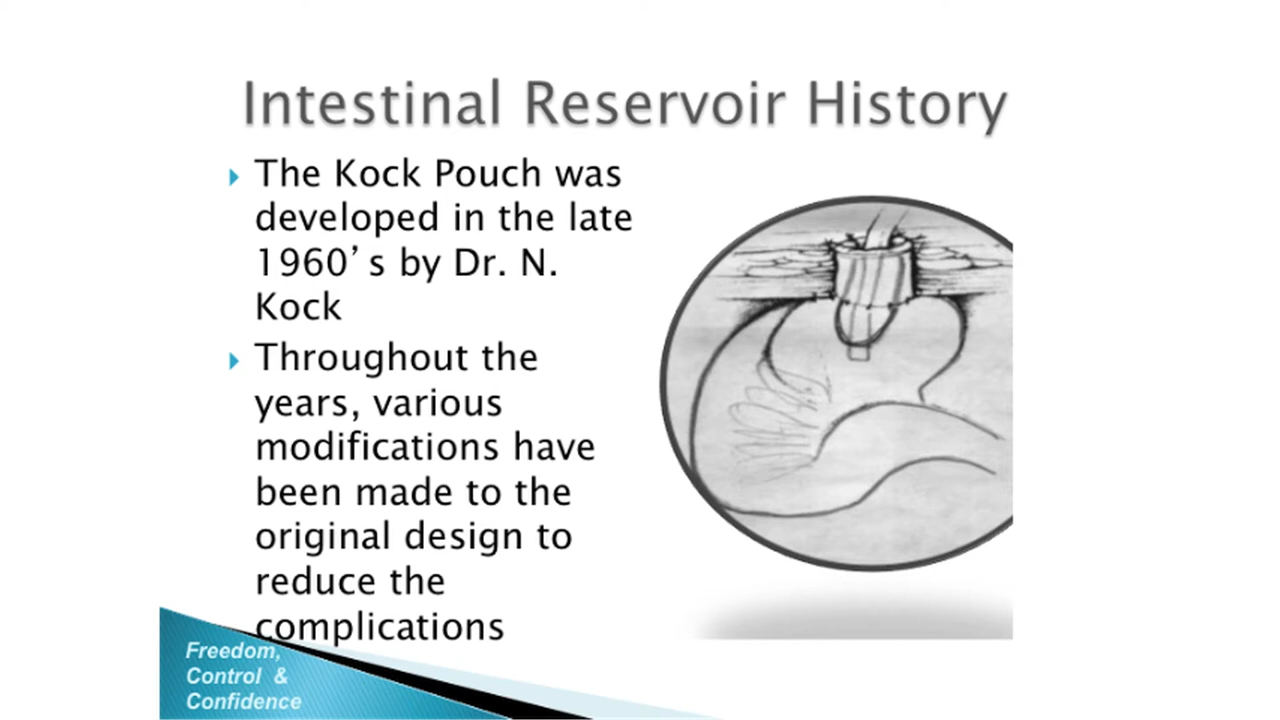 Intestinal Reservoir History
The Kock Pouch was
developed in the late
1960’s by Dr. N.
Kock
Throughout the
years, various
modifications have
been made to the
original design to
reduce the
complications
Freedom,
Control &
Confidence